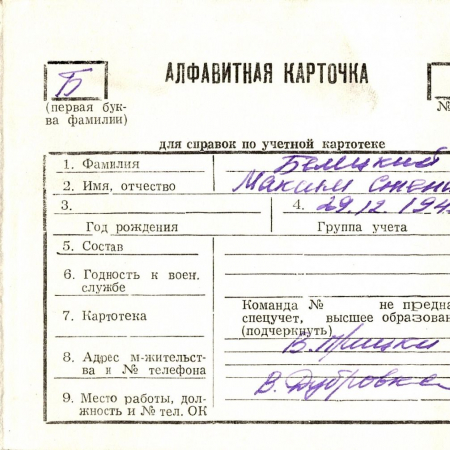 Б
АЛФАВИТНАЯ КАРТОЧКА
(первая бук-
№
ва фамилии)
для справок по учетной картотеке
1. Фамилия
2. Имя, отчество Максим
3. 4. 29.12.194
Год рождения Группа учета
5. Состав
6. Годность к воен.
службе
Команда № не предна
7. Картотека спецучет, высшее образова
(подчеркнуть)
8. Адрес м-жительст-
ва и № телефона
В. Дубровка
9. Место работы, дол-
жность и № тел. ОК